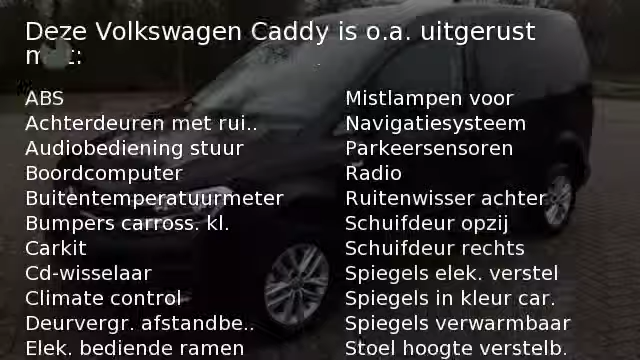 Deze Volkswagen Caddy is o.a. uitgerust
met:
ABS
Achterdeuren met rui..
Audiobediening stuur
Boordcomputer
Buitentemperatuurmeter
Bumpers carross. kl.
Carkit
Cd-wisselaar
Climate control
Deurvergr. afstandbe..
Elek. bediende ramen
Mistlampen voor
Navigatiesysteem
Parkeersensoren
Radio
Ruitenwisser achter
Schuifdeur opzij
Schuifdeur rechts
Spiegels elek. verstel
Spiegels in kleur car.
Spiegels verwarmbaar
Stoel hoogte verstelb.